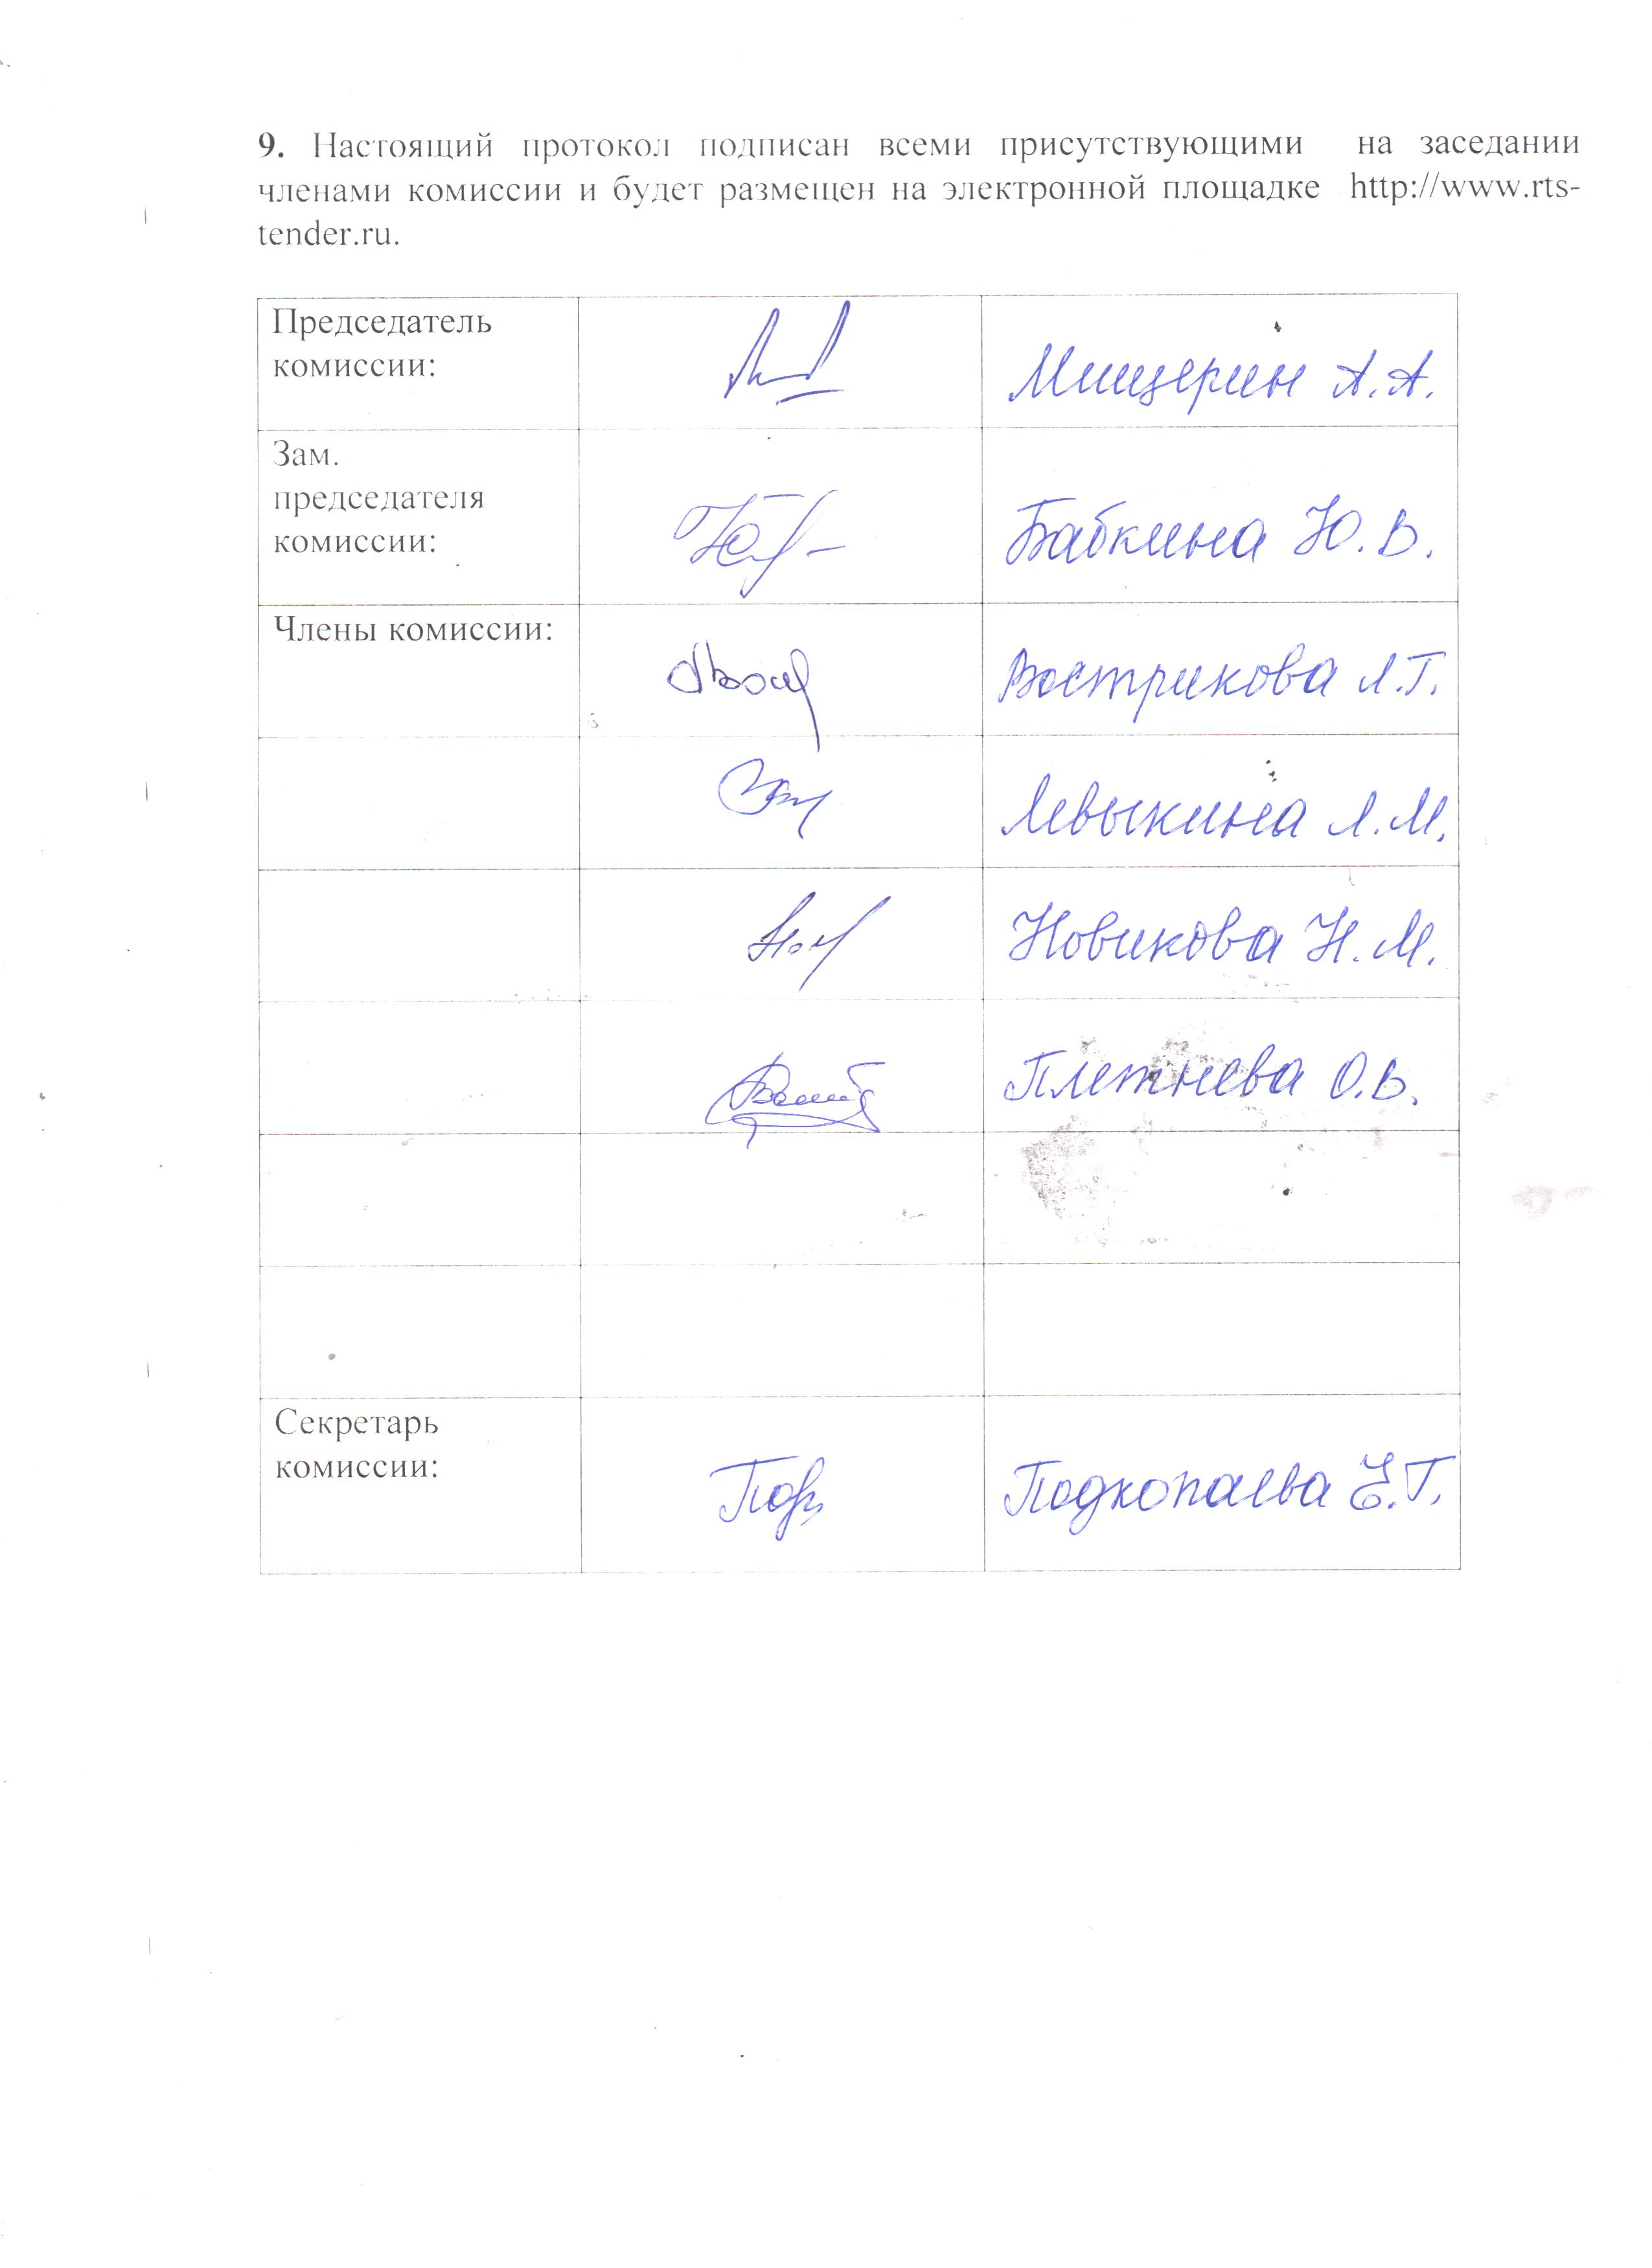 9. Настоящий протокол подписан всеми присутствующими на заседании
членами комиссии и будет размещен на электронной площадке http://www.rts-
tender.ru.
Председатель
комиссии:
Мищерин А.А.
Зам.
председателя
комиссии:
Бабкина Ю.В.
Члены комиссии:
Вострикова Л.Г.
Левыкина Л.М.
Новикова Н.М.
Плетнева О.В.
Секретарь
комиссии:
Подкопаева Е.Г.